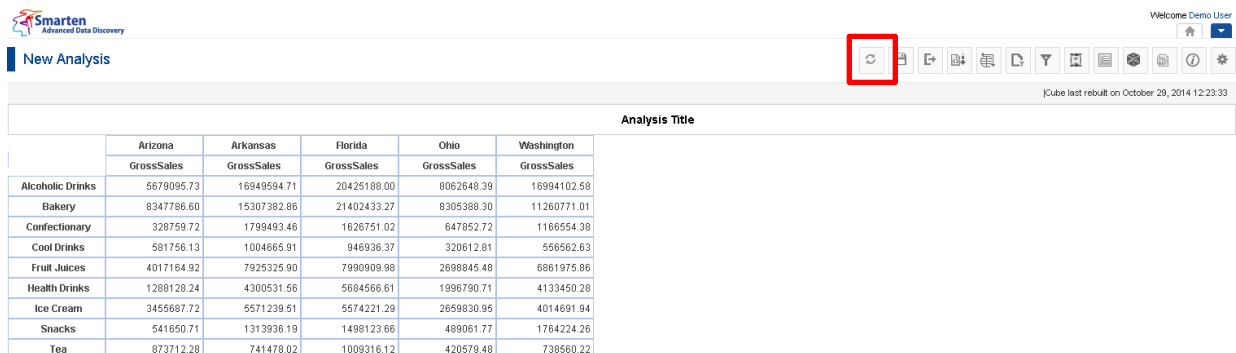 Smarten
Advanced Data Discovery
Welcome Demo User
New Analysis
|Cube last rebuilt on October 29, 2014 12:23:33
Analysis Title
Arizona Arkansas Florida Ohio Washington
GrossSales GrossSales GrossSales GrossSales GrossSales
Alcoholic Drinks 5679095.73 16949594.71 20425188.00 8062648.39 16994102.58
Bakery 8347786.60 15307382.86 21402433.27 8305388.30 11260771.01
Confectionary 328759.72 1799493.46 1626751.02 647852.72 1166554.38
Cool Drinks 581756.13 1004665.91 946936.37 320612.81 556562.63
Fruit Juices 4017164.92 7925325.90 7990909.98 2698845.48 6861975.86
Health Drinks 1288128.24 4300531.56 5684566.61 1996790.71 4133450.28
Ice Cream 3455687.72 5571239.51 5574221.29 2659830.95 4014691.94
Snacks 541650.71 1313936.19 1498123.66 489061.77 1764224.26
Tea 873712.28 741478.02 1009316.12 420579.48 738560.22